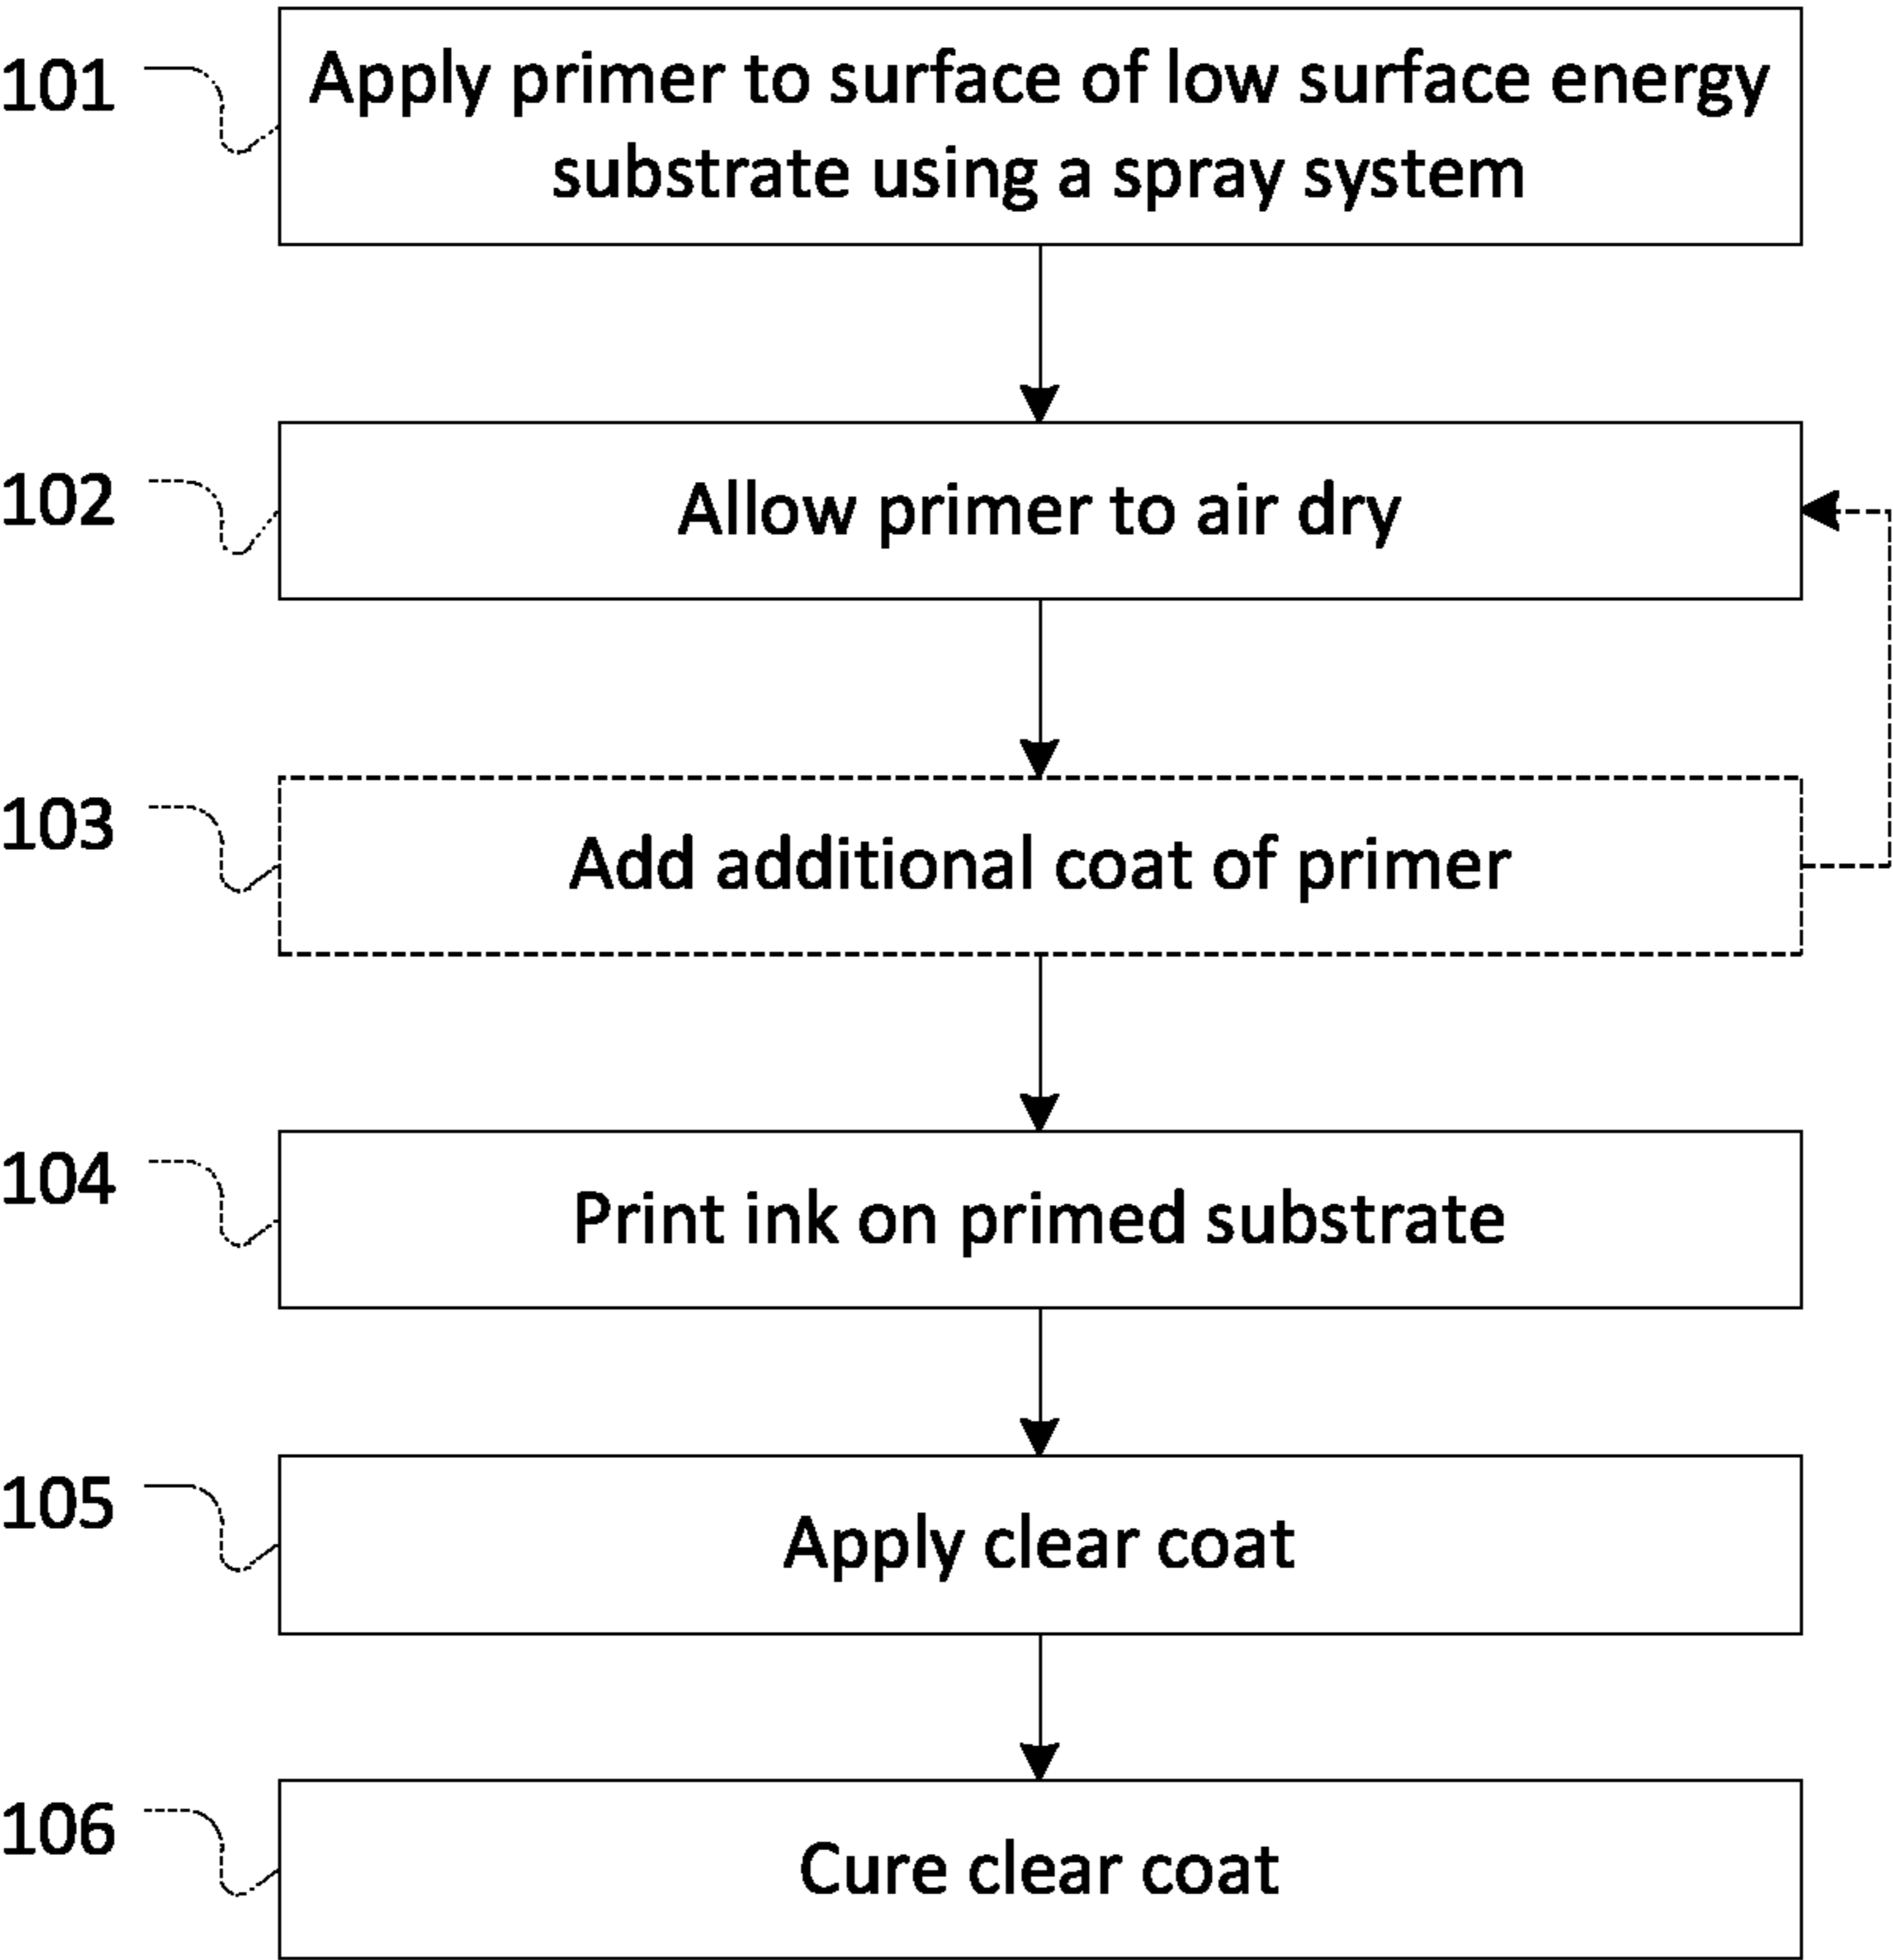 101
Apply primer to surface of low surface energy
substrate using a spray system
102
Allow primer to air dry
103
Add additional coat of primer
104
Print ink on primed substrate
105
Apply clear coat
106
Cure clear coat